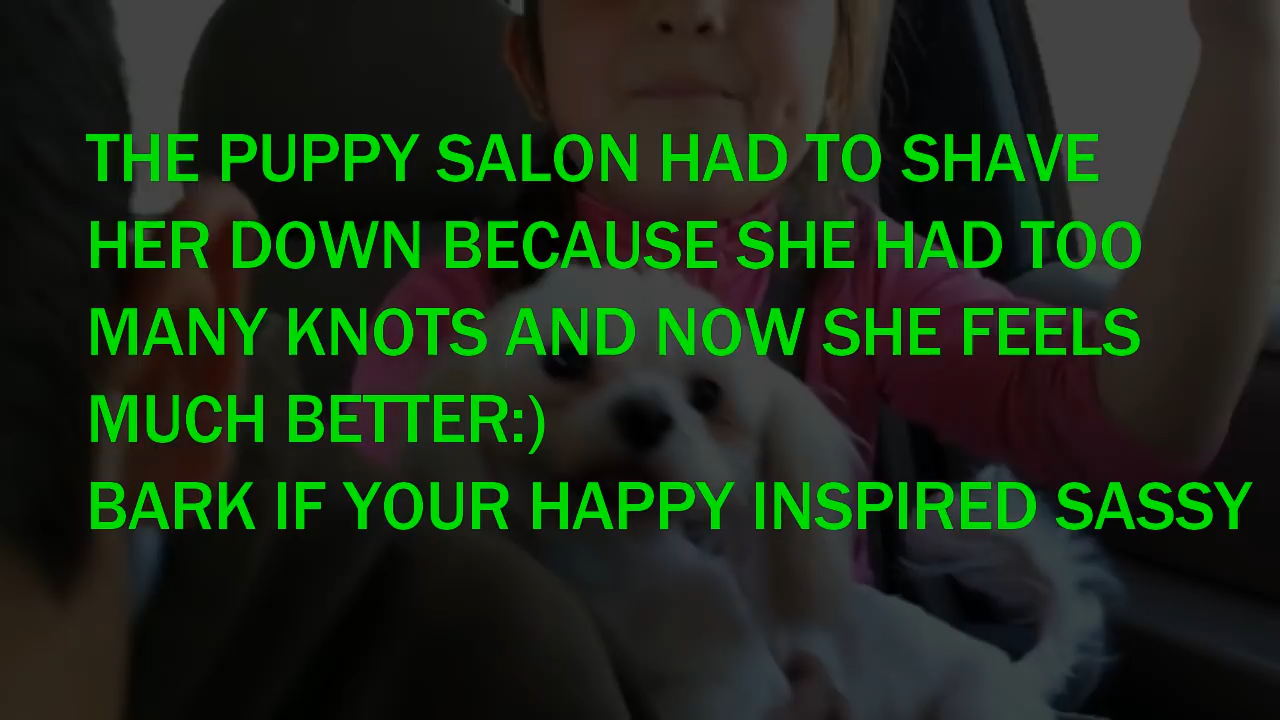 THE PUPPY SALON HAD TO SHAVE
HER DOWN BECAUSE SHE HAD TOO
MANY KNOTS AND NOW SHE FEELS
MUCH BETTER:)
BARK IF YOUR HAPPY INSPIRED SASSY